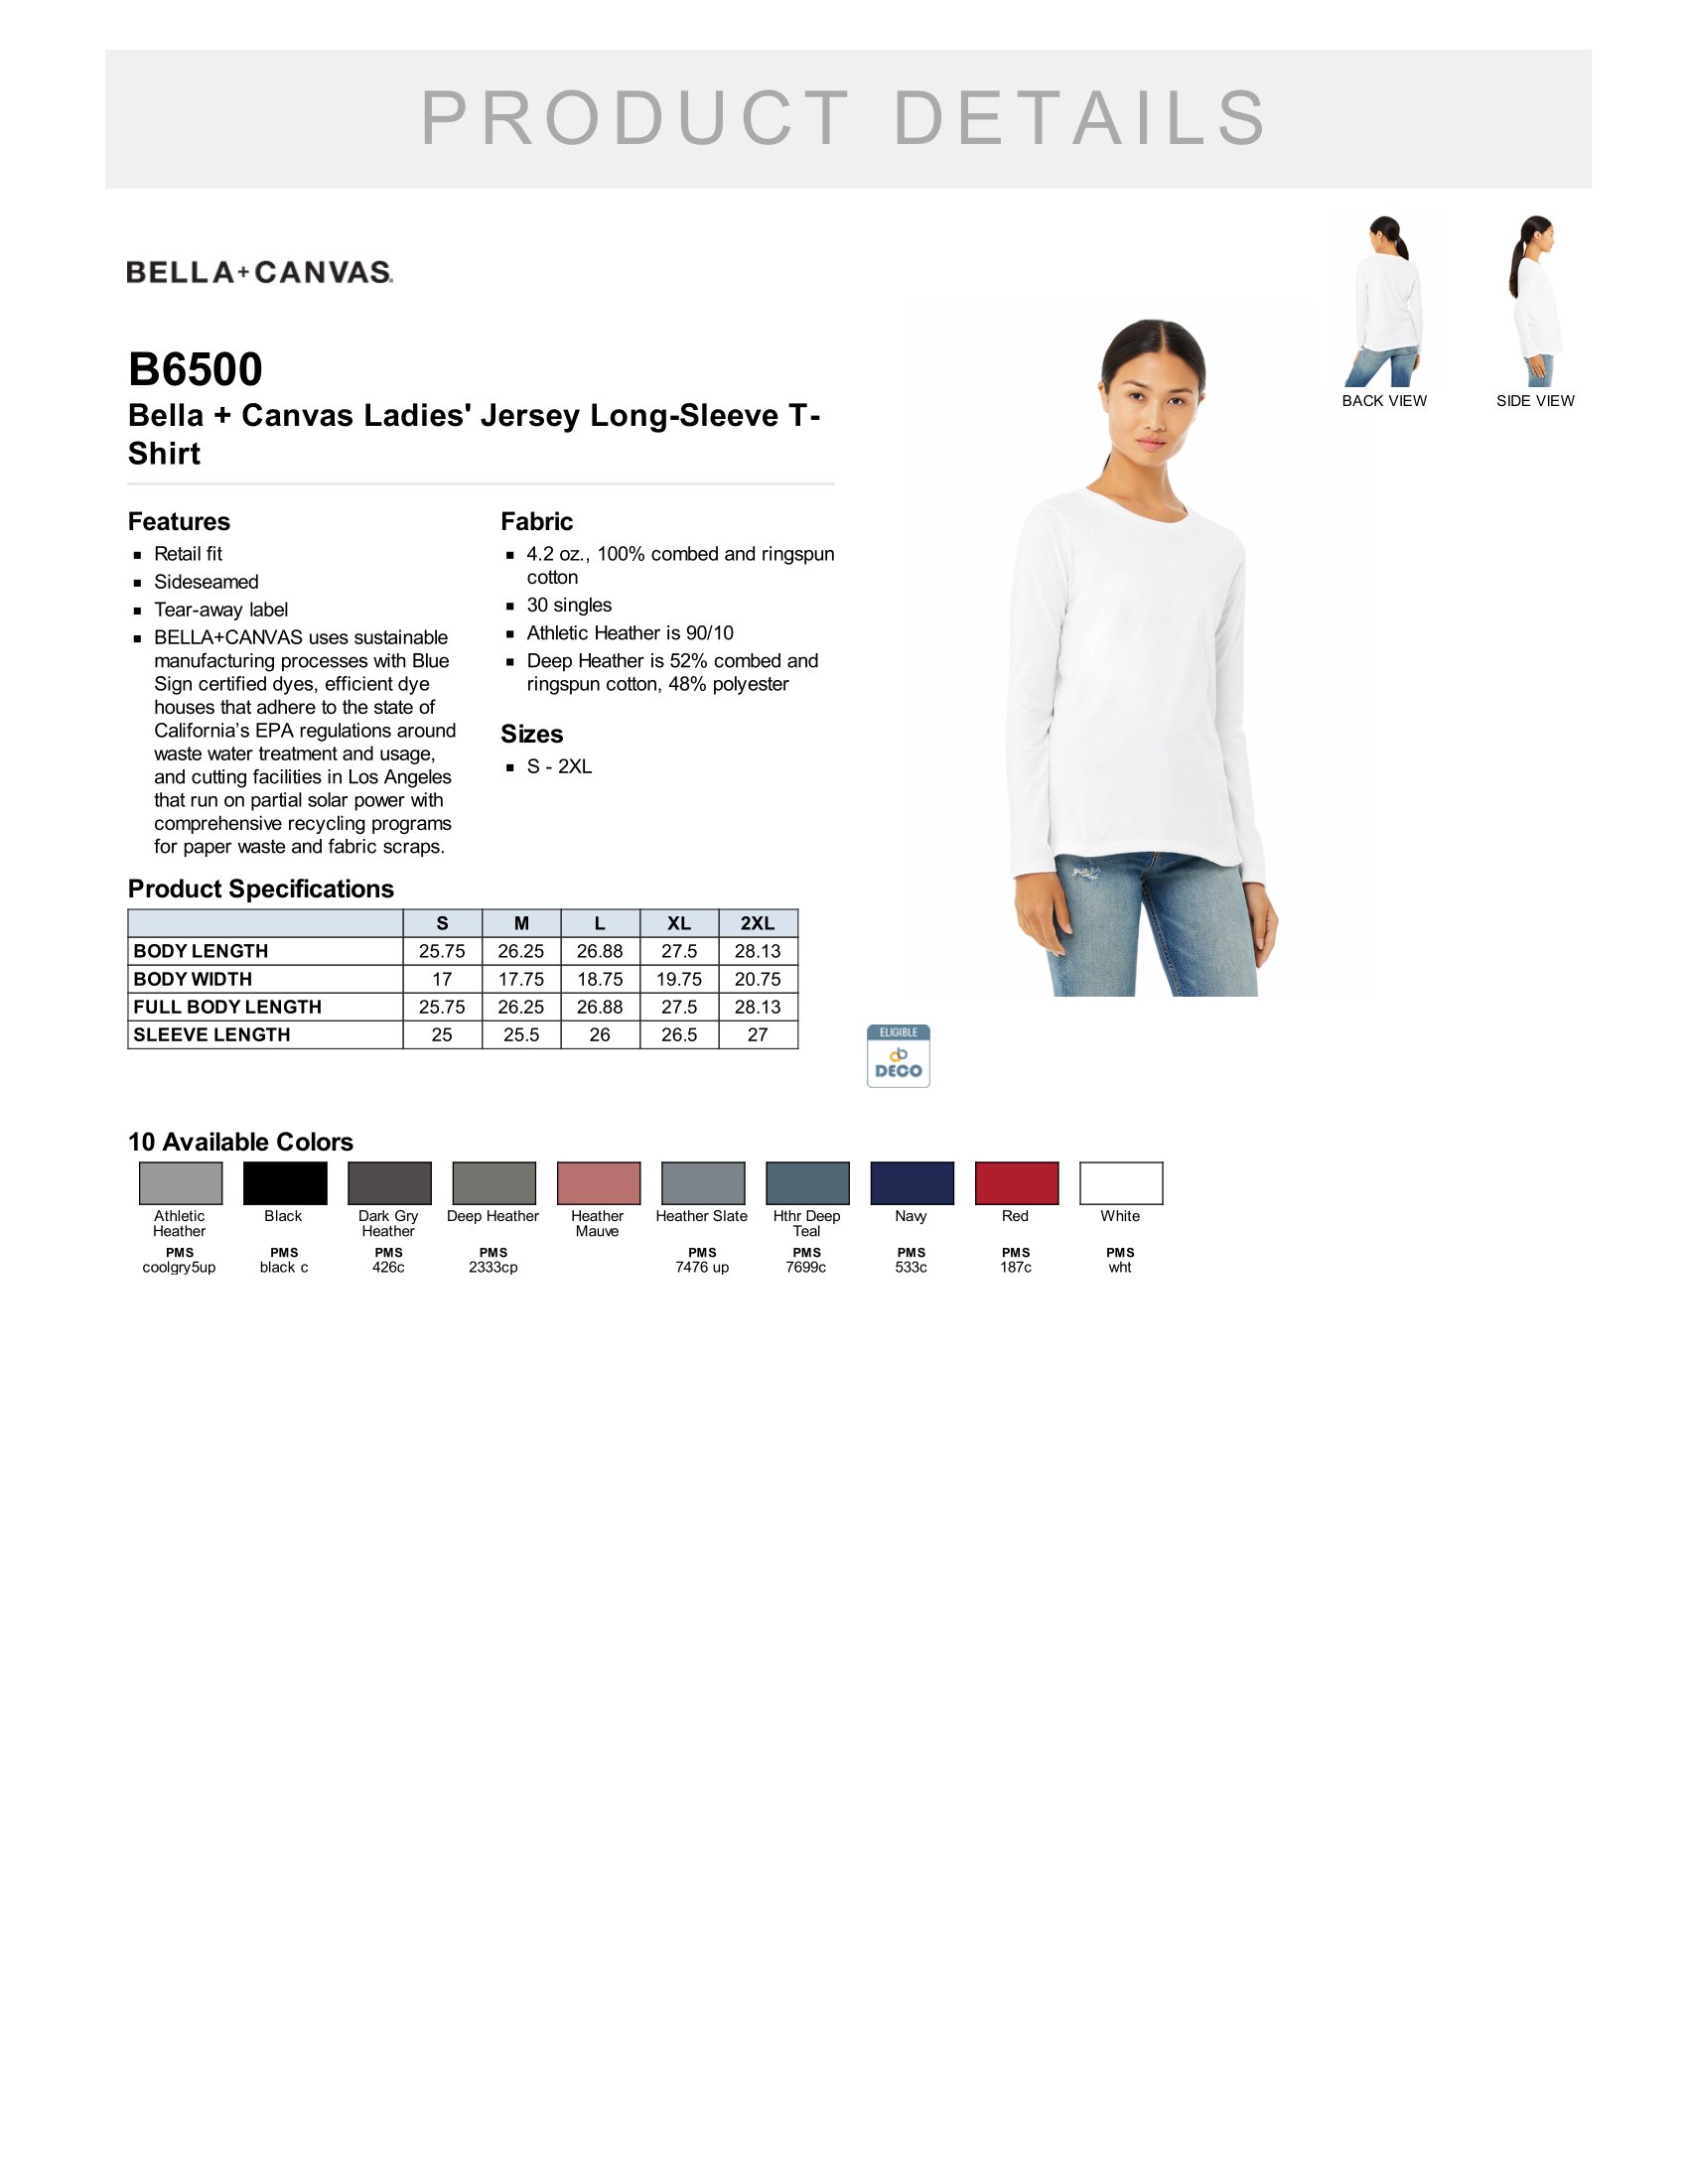 PRODUCT DETAILS
BELLA+CANVAS®
BACK VIEW
SIDE VIEW
B6500
Bella + Canvas Ladies' Jersey Long-Sleeve T-
Shirt
Features
▪ Retail fit
▪ Sideseamed
▪ Tear-away label
▪ BELLA+CANVAS uses sustainable
manufacturing processes with Blue
Sign certified dyes, efficient dye
houses that adhere to the state of
California’s EPA regulations around
waste water treatment and usage,
and cutting facilities in Los Angeles
that run on partial solar power with
comprehensive recycling programs
for paper waste and fabric scraps.
Fabric
▪ 4.2 oz., 100% combed and ringspun
cotton
▪ 30 singles
▪ Athletic Heather is 90/10
▪ Deep Heather is 52% combed and
ringspun cotton, 48% polyester
Sizes
▪ S - 2XL
Product Specifications
S M L XL 2XL
BODY LENGTH 25.75 26.25 26.88 27.5 28.13
BODY WIDTH 17 17.75 18.75 19.75 20.75
FULL BODY LENGTH 25.75 26.25 26.88 27.5 28.13
SLEEVE LENGTH 25 25.5 26 26.5 27
ELIGIBLE
ab
DECO
10 Available Colors
Athletic
Heather
PMS
coolgry5up
Black
PMS
black c
Dark Gry
Heather
PMS
426c
Deep Heather
PMS
2333cp
Heather
Mauve
Heather Slate
PMS
7476 up
Hthr Deep
Teal
PMS
7699c
Navy
PMS
533c
Red
PMS
187c
White
PMS
wht